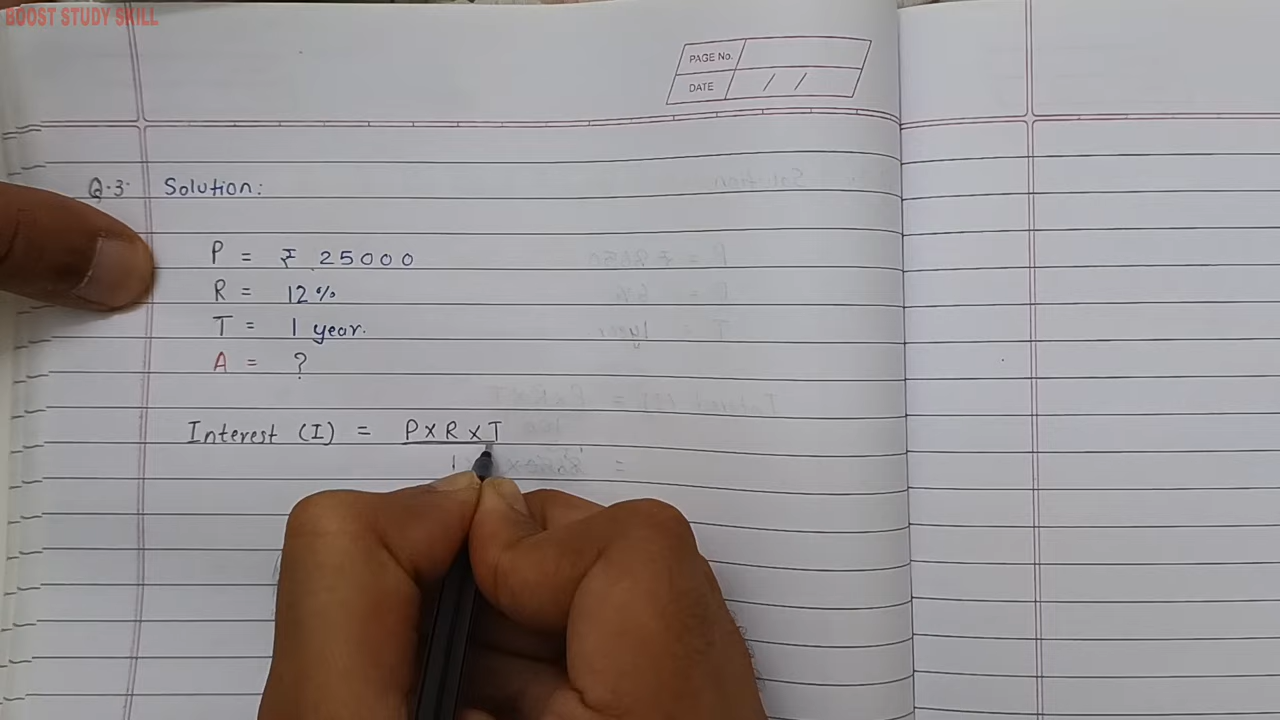 BOOST STUDY SKILL
PAGE No.
DATE / /
Q.3. Solution:
P = ₹ 25000
R = 12%
T = 1 year.
A = ?
Interest (I) = P×R×T